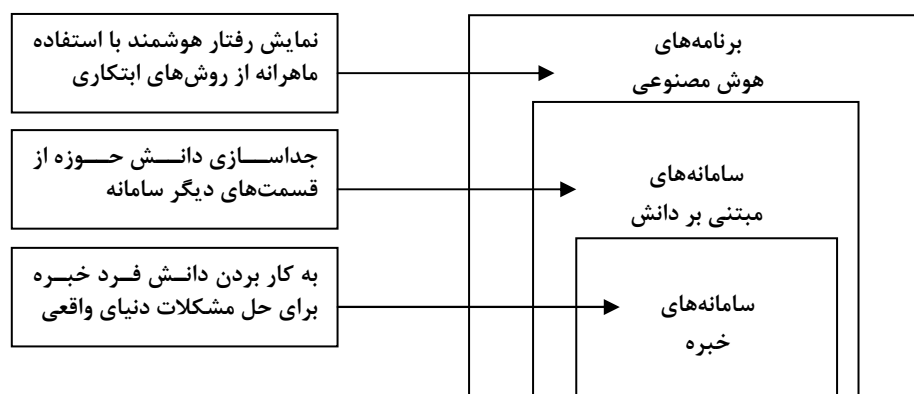 نمایش رفتار هوشمند با استفاده
ماهرانه از روش‌های ابتکاری
برنامه‌های
هوش مصنوعی
جداسازی دانش حوزه از
قسمت‌های دیگر سامانه
سامانه‌های
مبتنی بر دانش
به کار بردن دانش فرد خبره
برای حل مشکلات دنیای واقعی
سامانه‌های
خبره